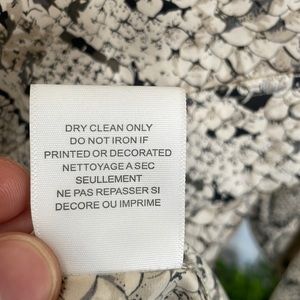 DRY CLEAN ONLY
DO NOT IRON IF
PRINTED OR DECORATED
NETTOYAGE A SEC
SEULLEMENT
NE PAS REPASSER SI
DECORE OU IMPRIME